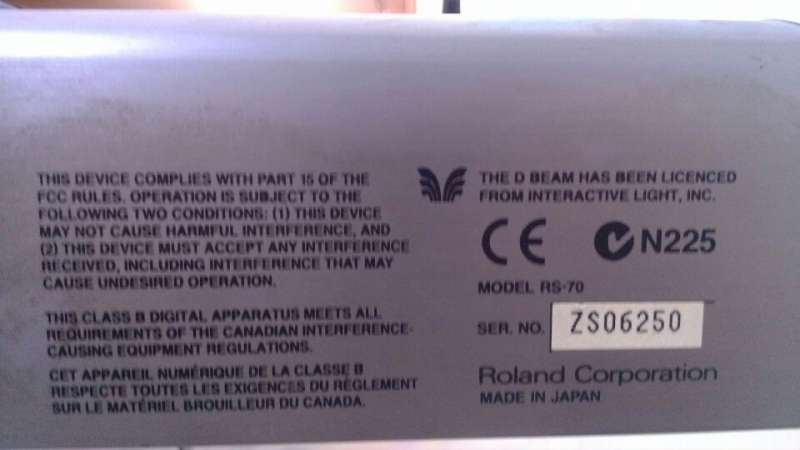 THIS DEVICE COMPLIES WITH PART 15 OF THE
FCC RULES. OPERATION IS SUBJECT TO THE
FOLLOWING TWO CONDITIONS: (1) THIS DEVICE
MAY NOT CAUSE HARMFUL INTERFERENCE, AND
(2) THIS DEVICE MUST ACCEPT ANY INTERFERENCE
RECEIVED, INCLUDING INTERFERENCE THAT MAY
CAUSE UNDESIRED OPERATION.
THIS CLASS B DIGITAL APPARATUS MEETS ALL
REQUIREMENTS OF THE CANADIAN INTERFERENCE-
CAUSING EQUIPMENT REGULATIONS.
CET APPAREIL NUMÉRIQUE DE LA CLASSE B
RESPECTE TOUTES LES EXIGENCES DU RÈGLEMENT
SUR LE MATÉRIEL BROUILLEUR DU CANADA.
THE D BEAM HAS BEEN LICENCED
FROM INTERACTIVE LIGHT, INC.
CE N225
MODEL RS-70
SER. NO. ZS06250
Roland Corporation
MADE IN JAPAN